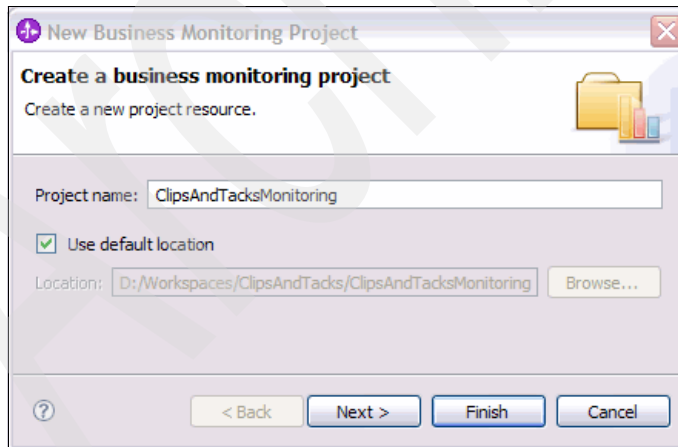 New Business Monitoring Project
Create a business monitoring project
Create a new project resource.
Project name: ClipsAndTacksMonitoring
Use default location
Location: D:/Workspaces/ClipsAndTacks/ClipsAndTacksMonitoring Browse...
? < Back Next > Finish Cancel